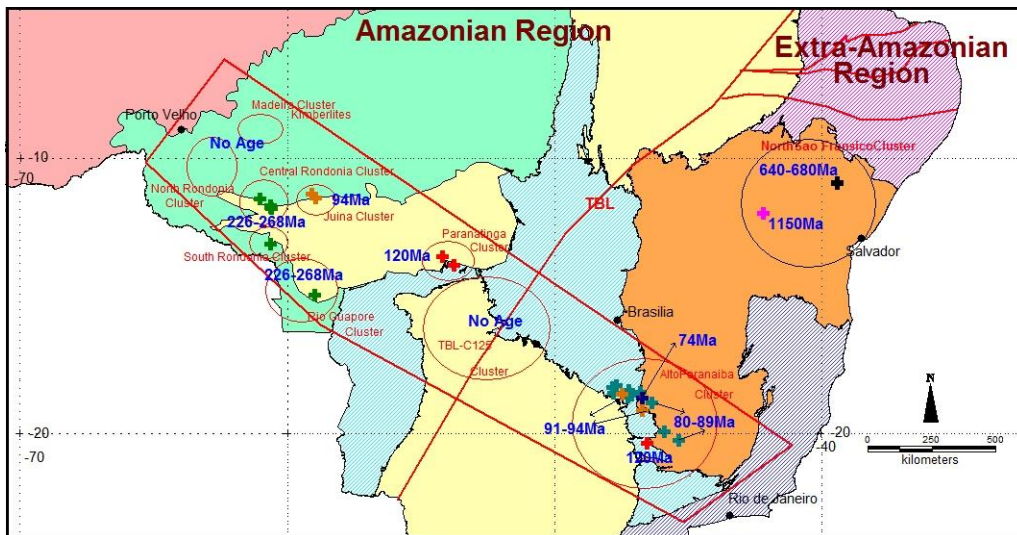 Amazonian Region
Extra-Amazonian
Region
Madeira Cluster
Kimberlites
Porto Velho
No Age
-10
-70
North Rondonia
Cluster
Central Rondonia Cluster
94Ma
Juina Cluster
226-268Ma
South Rondonia Cluster
226-268Ma
Rio Guapore
Cluster
Paranatinga
Cluster
120Ma
TBL
North Sao FransicoCluster
640-680Ma
1150Ma
Salvador
No Age
TBL-C125
Cluster
Brasilia
74Ma
AltoParanaiba
Cluster
91-94Ma
80-89Ma
120Ma
-20
-70
-20
-40
N
0 250 500
kilometers
Rio de Janeiro